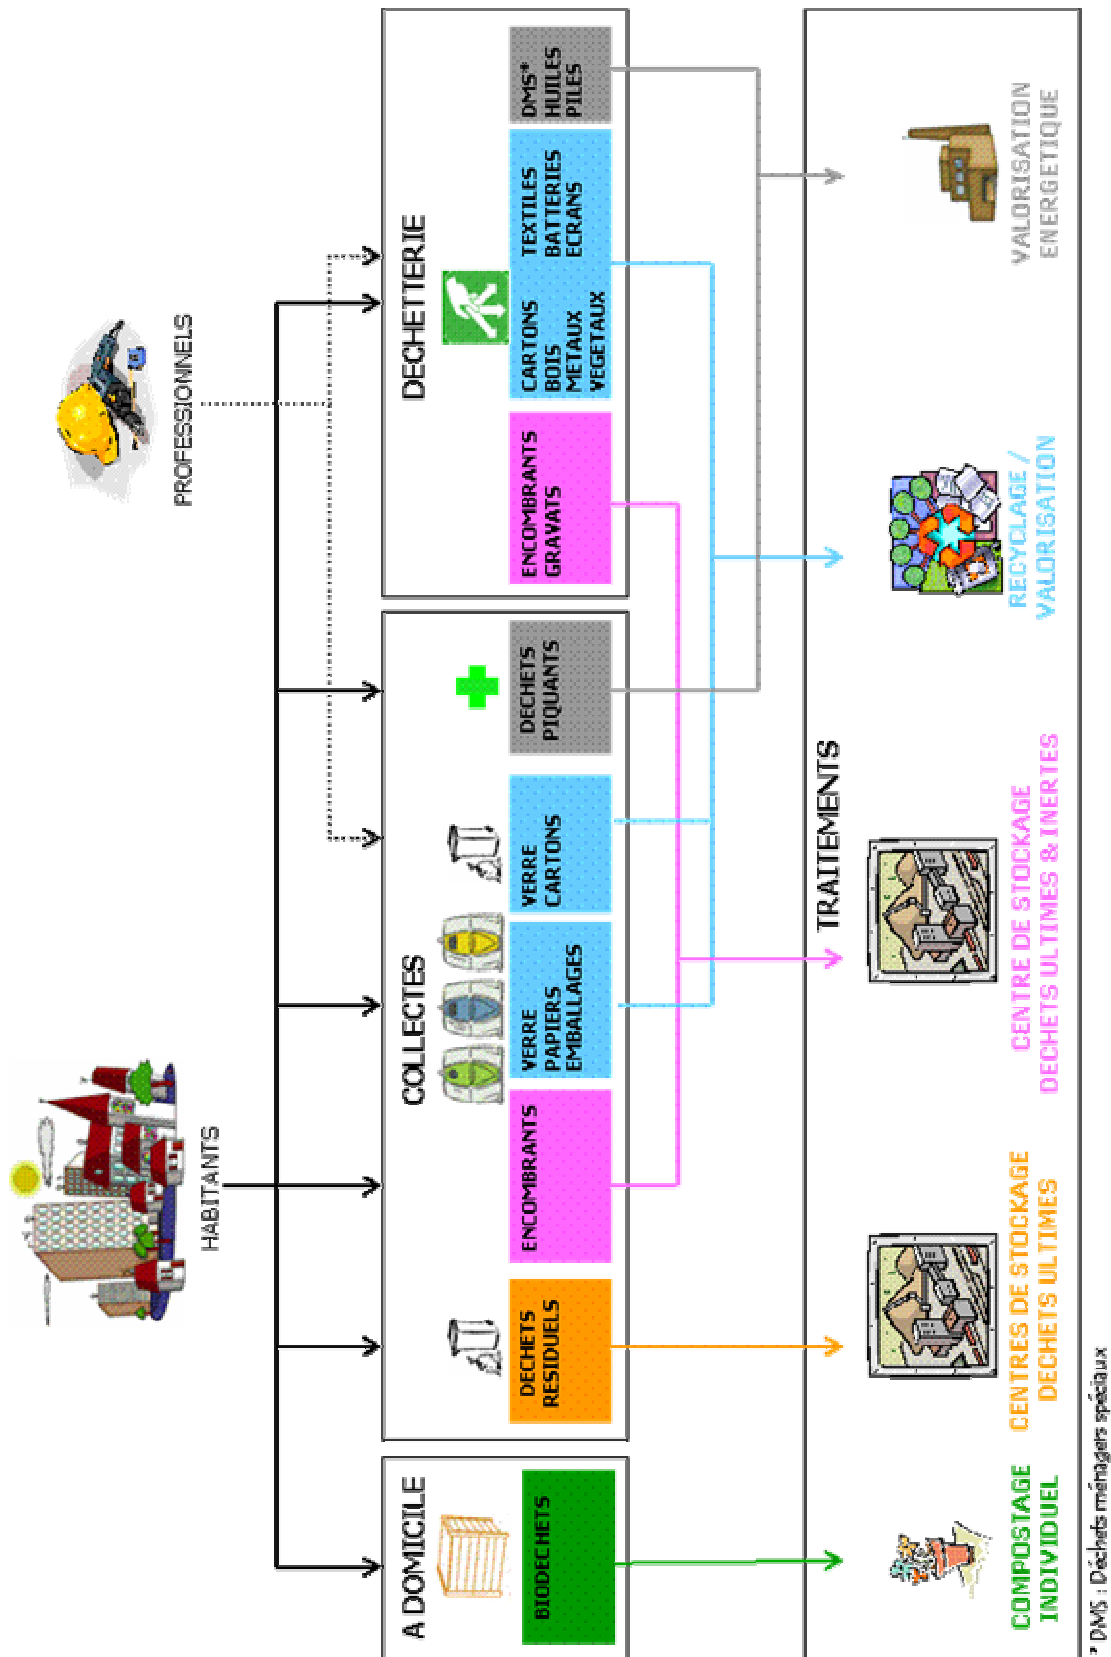 HABITANTS
PROFESSIONNELS
A DOMICILE
BIODECHETS
COLLECTES
DECHETS
RESIDUELS
ENCOMBRANTS
VERRE
PAPIERS
EMBALLAGES
VERRE
CARTONS
DECHETS
PIQUANTS
DECHETTERIE
ENCOMBRANTS
GRAVATS
CARTONS
BOIS
METAUX
VEGETAUX
TEXTILES
BATTERIES
ECRANS
DMS*
HUILES
PILES
TRAITEMENTS
COMPOSTAGE
INDIVIDUEL
CENTRES DE STOCKAGE
DECHETS ULTIMES
CENTRE DE STOCKAGE
DECHETS ULTIMES & INERTES
RECYCLAGE /
VALORISATION
VALORISATION
ENERGETIQUE
* DMS : Déchets ménagers spéciaux